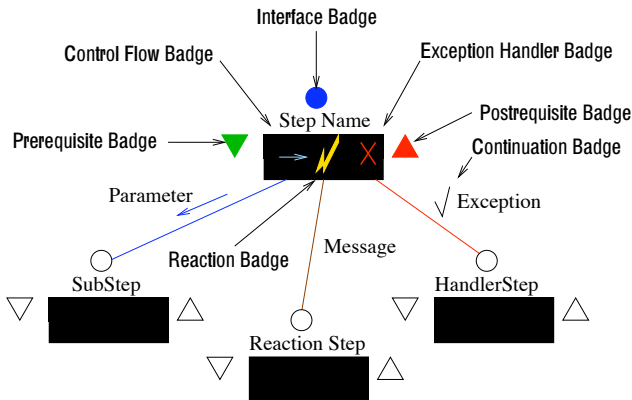 Interface Badge
Control Flow Badge
Exception Handler Badge
Step Name
Postrequisite Badge
Prerequisite Badge
Continuation Badge
Parameter
Exception
Reaction Badge
Message
SubStep
HandlerStep
Reaction Step